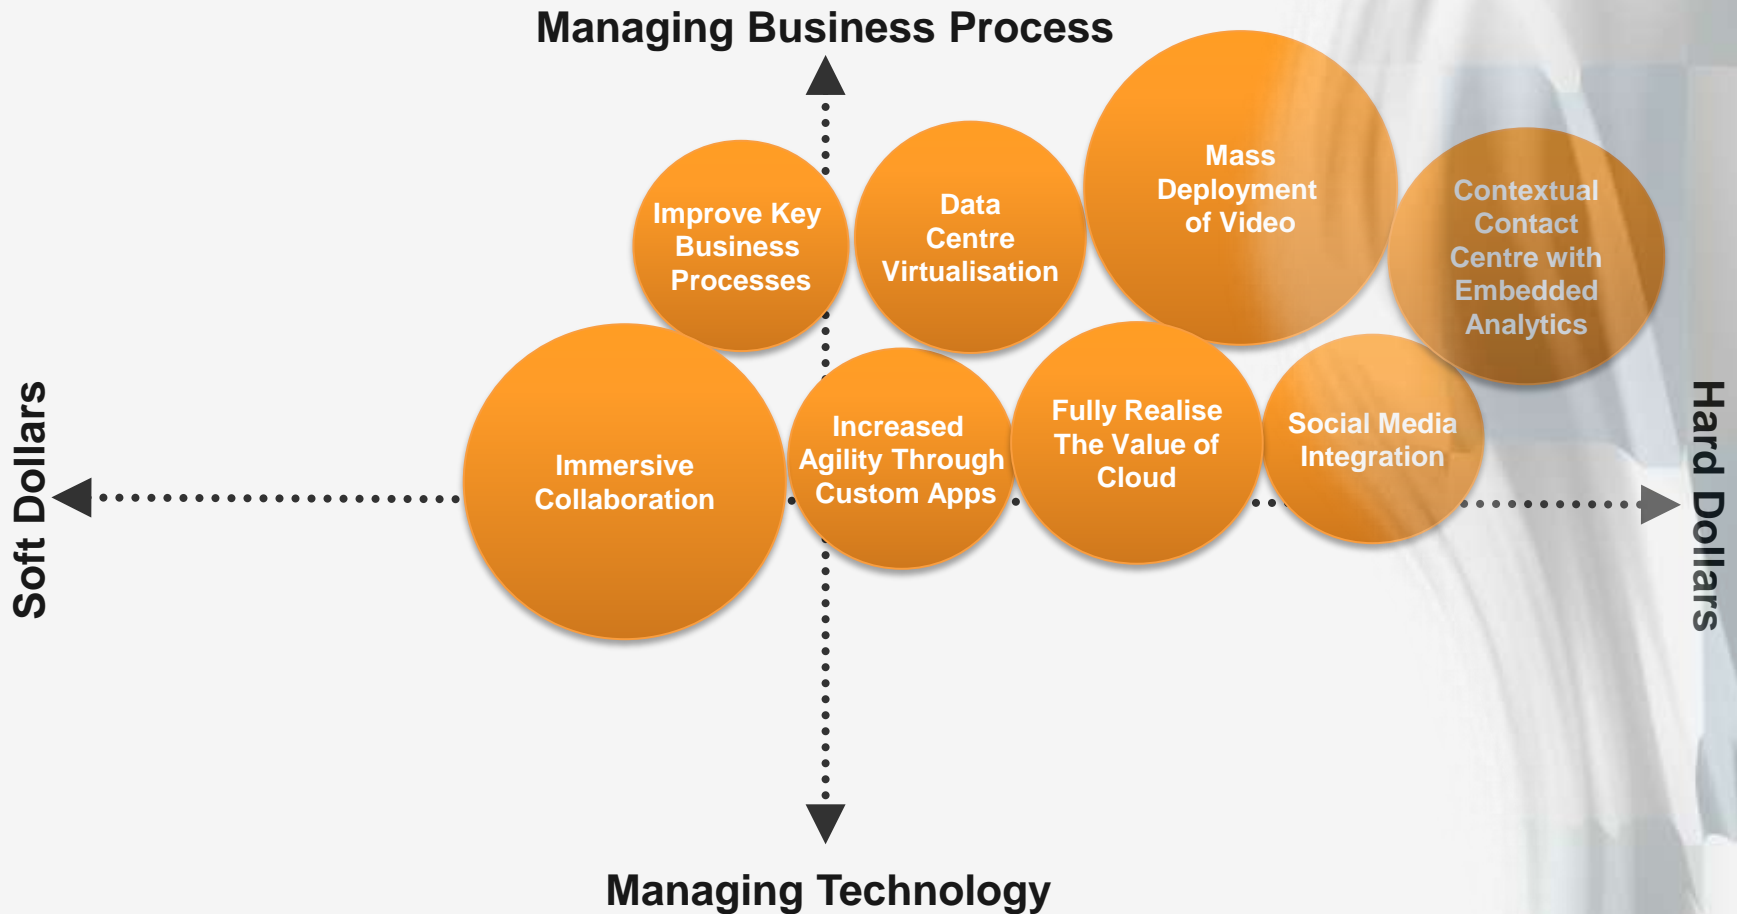 Managing Business Process
Improve Key
Business
Processes
Data
Centre
Virtualisation
Mass
Deployment
of Video
Contextual
Contact
Centre with
Embedded
Analytics
Soft Dollars
Immersive
Collaboration
Increased
Agility Through
Custom Apps
Fully Realise
The Value of
Cloud
Social Media
Integration
Hard Dollars
Managing Technology